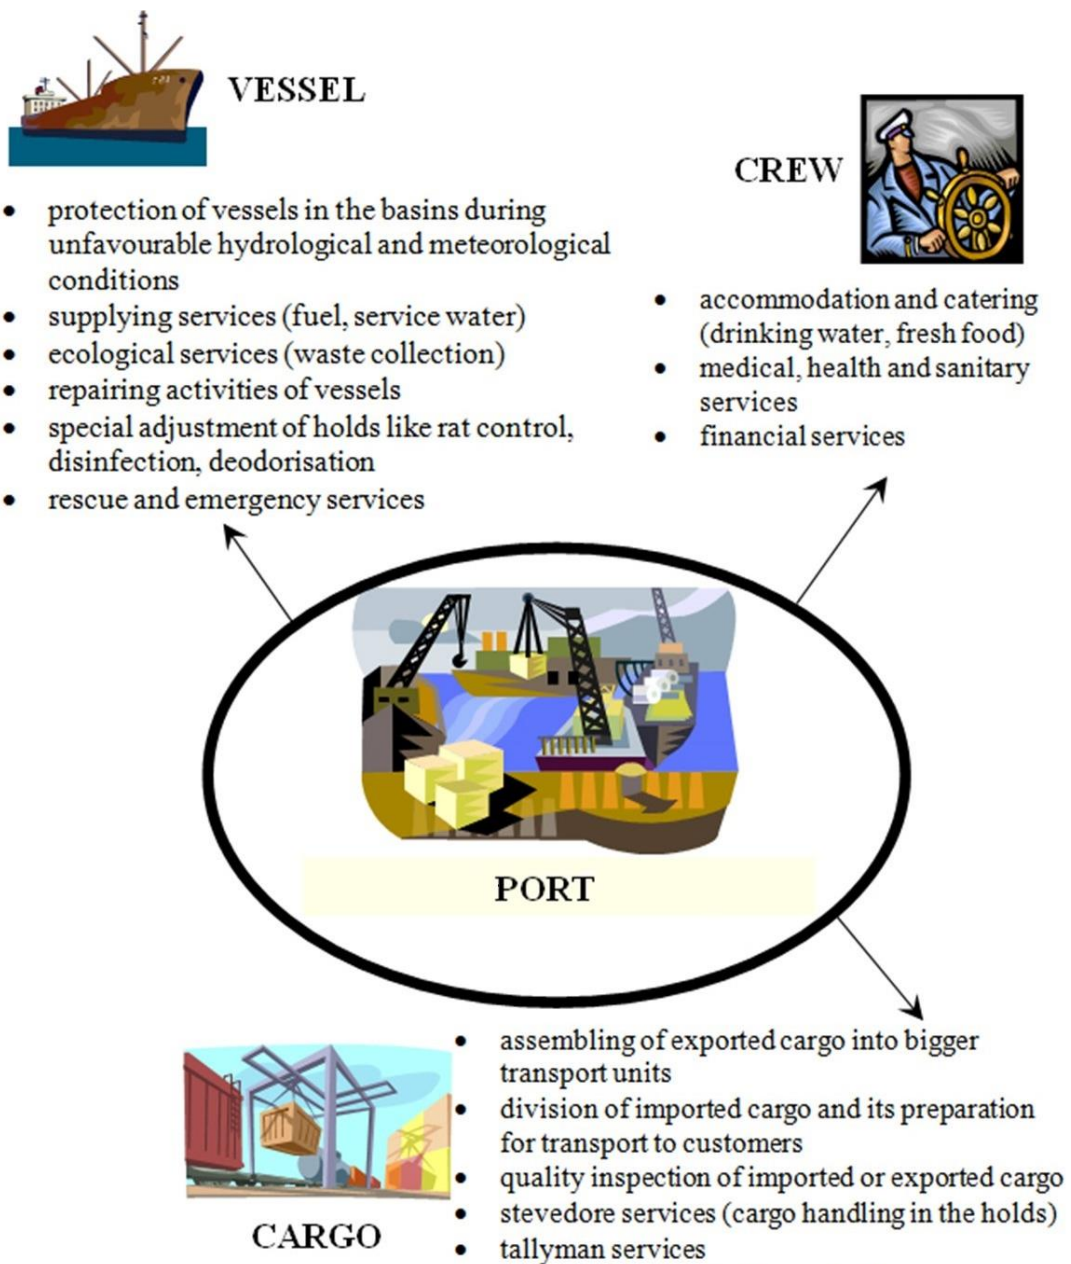 VESSEL
• protection of vessels in the basins during
unfavourable hydrological and meteorological
conditions
• supplying services (fuel, service water)
• ecological services (waste collection)
• repairing activities of vessels
• special adjustment of holds like rat control,
disinfection, deodorisation
• rescue and emergency services
CREW
• accommodation and catering
(drinking water, fresh food)
• medical, health and sanitary
services
• financial services
PORT
CARGO
• assembling of exported cargo into bigger
transport units
• division of imported cargo and its preparation
for transport to customers
• quality inspection of imported or exported cargo
• stevedore services (cargo handling in the holds)
• tallyman services